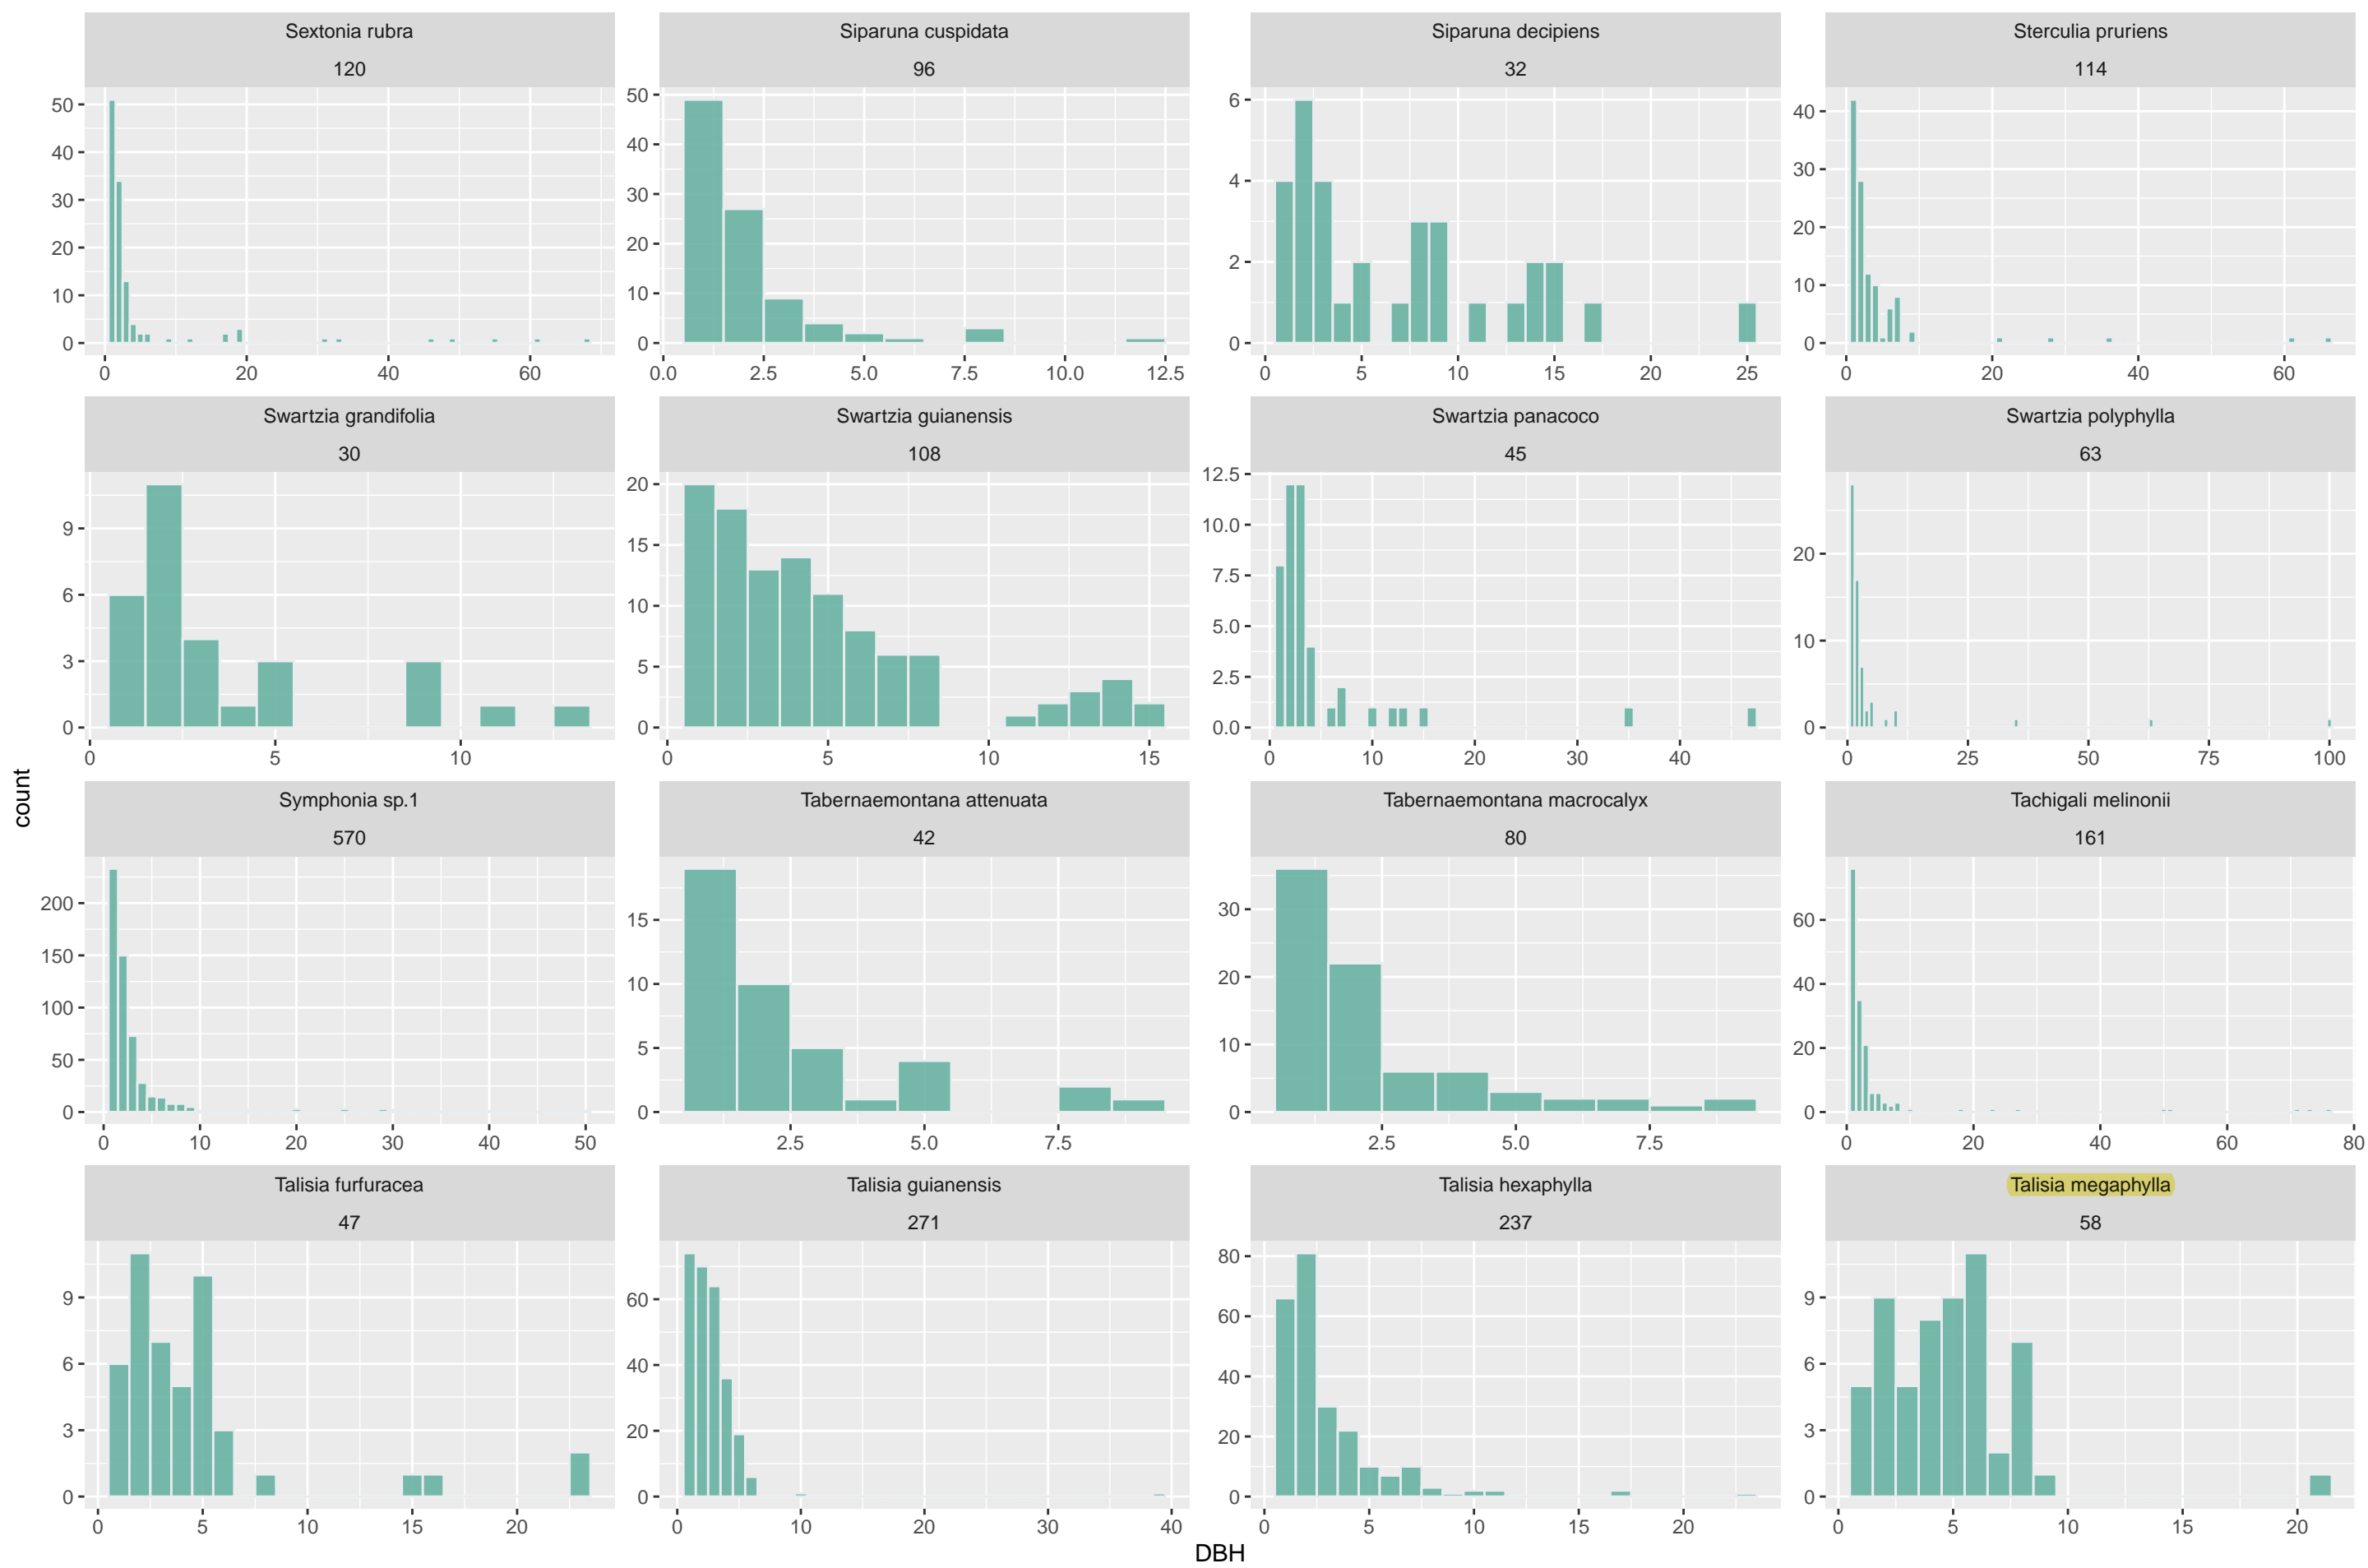 Sextonia rubra
120
50
40
30
20
10
0
0 20 40 60
Siparuna cuspidata
96
50
40
30
20
10
0
0.0 2.5 5.0 7.5 10.0 12.5
Siparuna decipiens
32
6
4
2
0
0 5 10 15 20 25
Sterculia pruriens
114
40
30
20
10
0
0 20 40 60
Swartzia grandifolia
30
9
6
3
0
0 5 10
Swartzia guianensis
108
20
15
10
5
0
0 5 10 15
Swartzia panacoco
45
12.5
10.0
7.5
5.0
2.5
0.0
0 10 20 30 40
Swartzia polyphylla
63
20
10
0
0 25 50 75 100
count
Symphonia sp.1
570
200
150
100
50
0
0 10 20 30 40 50
Tabernaemontana attenuata
42
15
10
5
0
2.5 5.0 7.5
Tabernaemontana macrocalyx
80
30
20
10
0
2.5 5.0 7.5
Tachigali melinonii
161
60
40
20
0
0 20 40 60 80
Talisia furfuracea
47
9
6
3
0
0 5 10 15 20
Talisia guianensis
271
60
40
20
0
0 10 20 30 40
Talisia hexaphylla
237
80
60
40
20
0
0 5 10 15 20
Talisia megaphylla
58
9
6
3
0
0 5 10 15 20
DBH